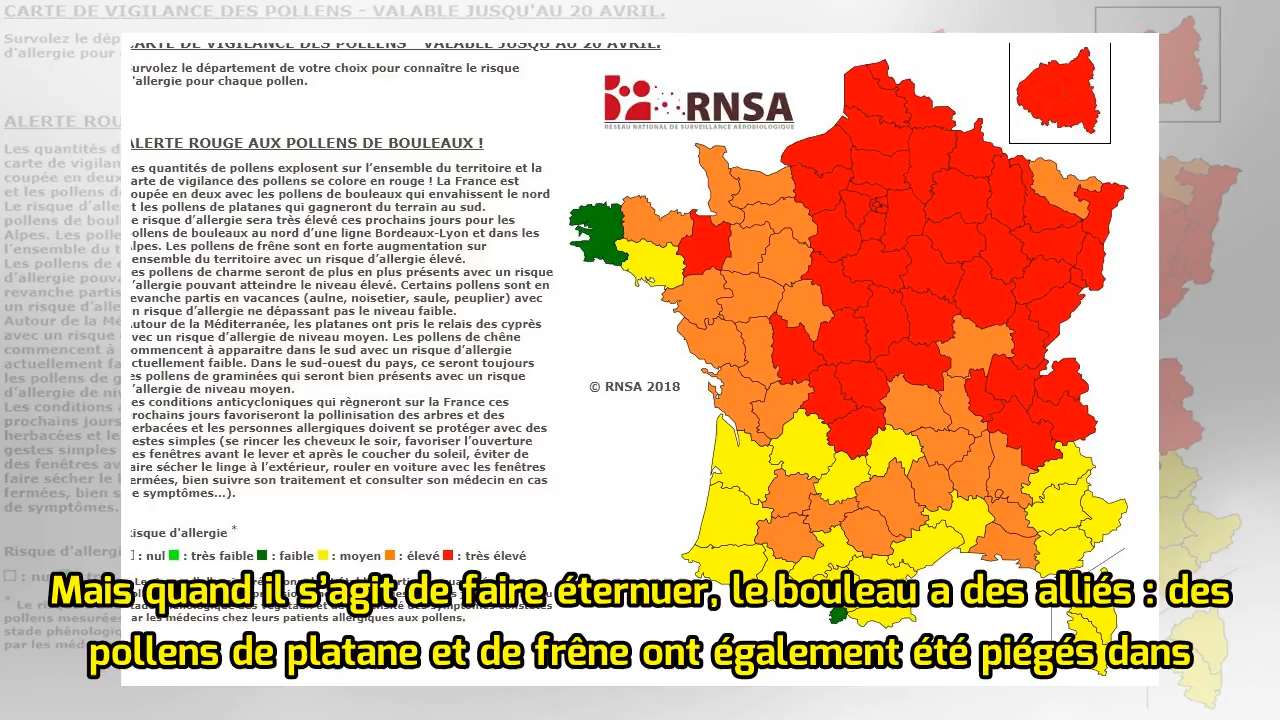 CARTE DE VIGILANCE DES POLLENS - VALABLE JUSQU'AU 20 AVRIL.
Survolez le dép
d'allergie pour
CARTE DE VIGILANCE DES POLLENS VALABLE JUSQU'AU 20 AVRIL.
urvolez le département de votre choix pour connaître le risque
'allergie pour chaque pollen.
RNSA
RÉSEAU NATIONAL DE SURVEILLANCE AÉROBIOLOGIQUE
ALERTE ROU
ALERTE ROUGE AUX POLLENS DE BOULEAUX !
es quantités de pollens explosent sur l'ensemble du territoire et la
arte de vigilance des pollens se colore en rouge ! La France est
oupée en deux avec les pollens de bouleaux qui envahissent le nord
t les pollens de platanes qui gagneront du terrain au sud.
e risque d'allergie sera très élevé ces prochains jours pour les
ollens de bouleaux au nord d'une ligne Bordeaux-Lyon et dans les
lpes. Les pollens de frêne sont en forte augmentation sur
ensemble du territoire avec un risque d'allergie élevé.
es pollens de charme seront de plus en plus présents avec un risque
'allergie pouvant atteindre le niveau élevé. Certains pollens sont en
evanche partis en vacances (aulne, noisetier, saule, peuplier) avec
n risque d'allergie ne dépassant pas le niveau faible.
utour de la Méditerranée, les platanes ont pris le relais des cyprès
vec un risque d'allergie de niveau moyen. Les pollens de chêne
ommencent à apparaitre dans le sud avec un risque d'allergie
ctuellement faible. Dans le sud-ouest du pays, ce seront toujours
es pollens de graminées qui seront bien présents avec un risque
'allergie de niveau moyen.
es conditions anticycloniques qui règneront sur la France ces
rochains jours favoriseront la pollinisation des arbres et des
erbacées et les personnes allergiques doivent se protéger avec des
estes simples (se rincer les cheveux le soir, favoriser l'ouverture
es fenêtres avant le lever et après le coucher du soleil, éviter de
aire sécher le linge à l'extérieur, rouler en voiture avec les fenêtres
ermées, bien suivre son traitement et consulter son médecin en cas
e symptômes...).
© RNSA 2018
isque d'allergie *
: nul : très faible : faible : moyen : élevé : très élevé
Mais quand il s'agit de faire éternuer, le bouleau a des alliés : des
ar les médecins chez leurs patients allergiques aux pollens.
pollens de platane et de frêne ont également été piégés dans